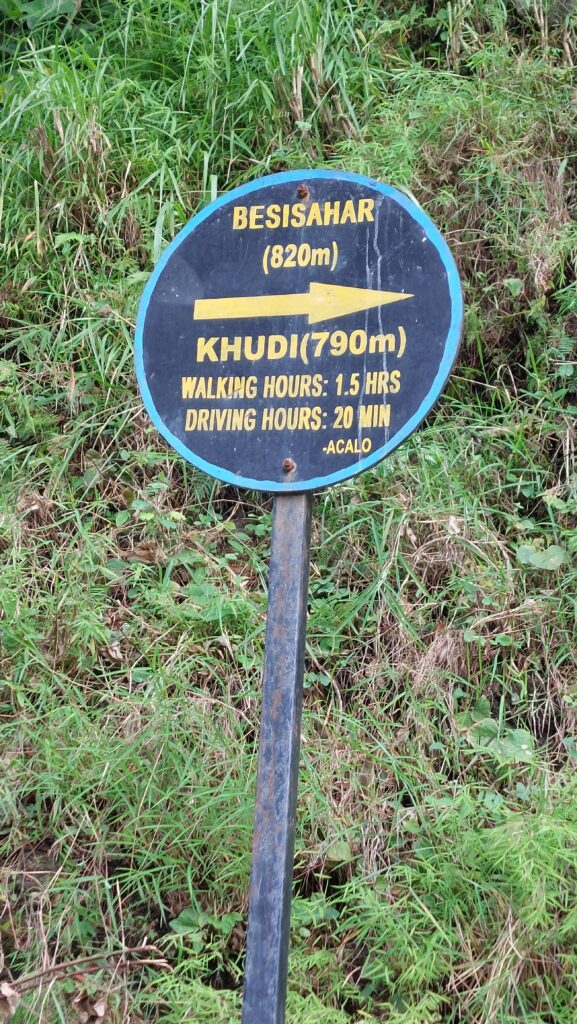 BESISAHAR
(820m)
KHUDI(790m)
WALKING HOURS: 1.5 HRS
DRIVING HOURS: 20 MIN
-ACALO